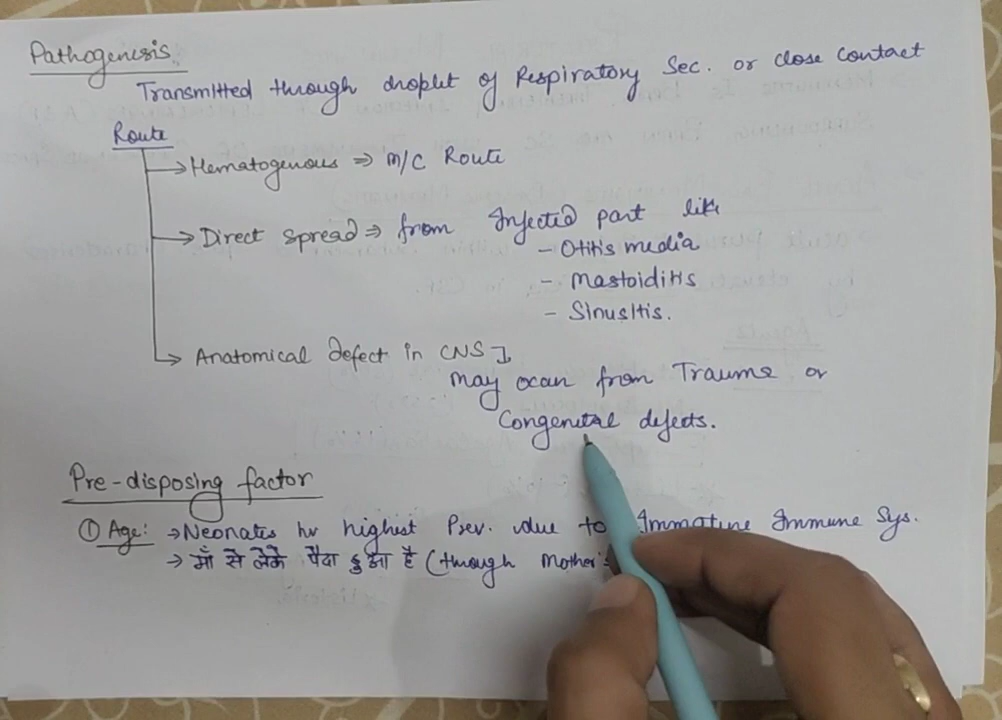 Pathogenesis
Transmitted through droplet of Respiratory Sec. or close contact
Route
→ Hematogenous ⇒ M/C Route
→ Direct spread ⇒ from Infected part like
- Otitis media
- Mastoiditis
- Sinusitis.
→ Anatomical defect in CNS
May occur from Trauma or
Congenital defects.
Pre-disposing factor
① Age: → Neonates hv highest Prev. due to Immature Immune Sys.
→ माँ से लेके पैदा हुआ है (through Mother's